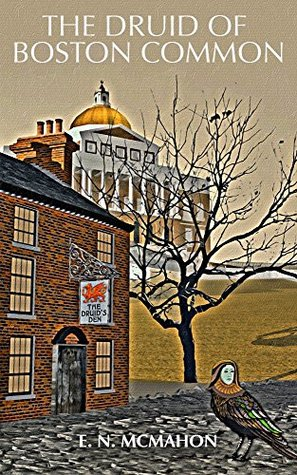 THE DRUID OF
BOSTON COMMON
THE
DRUID'S
DEN
E. N. MCMAHON